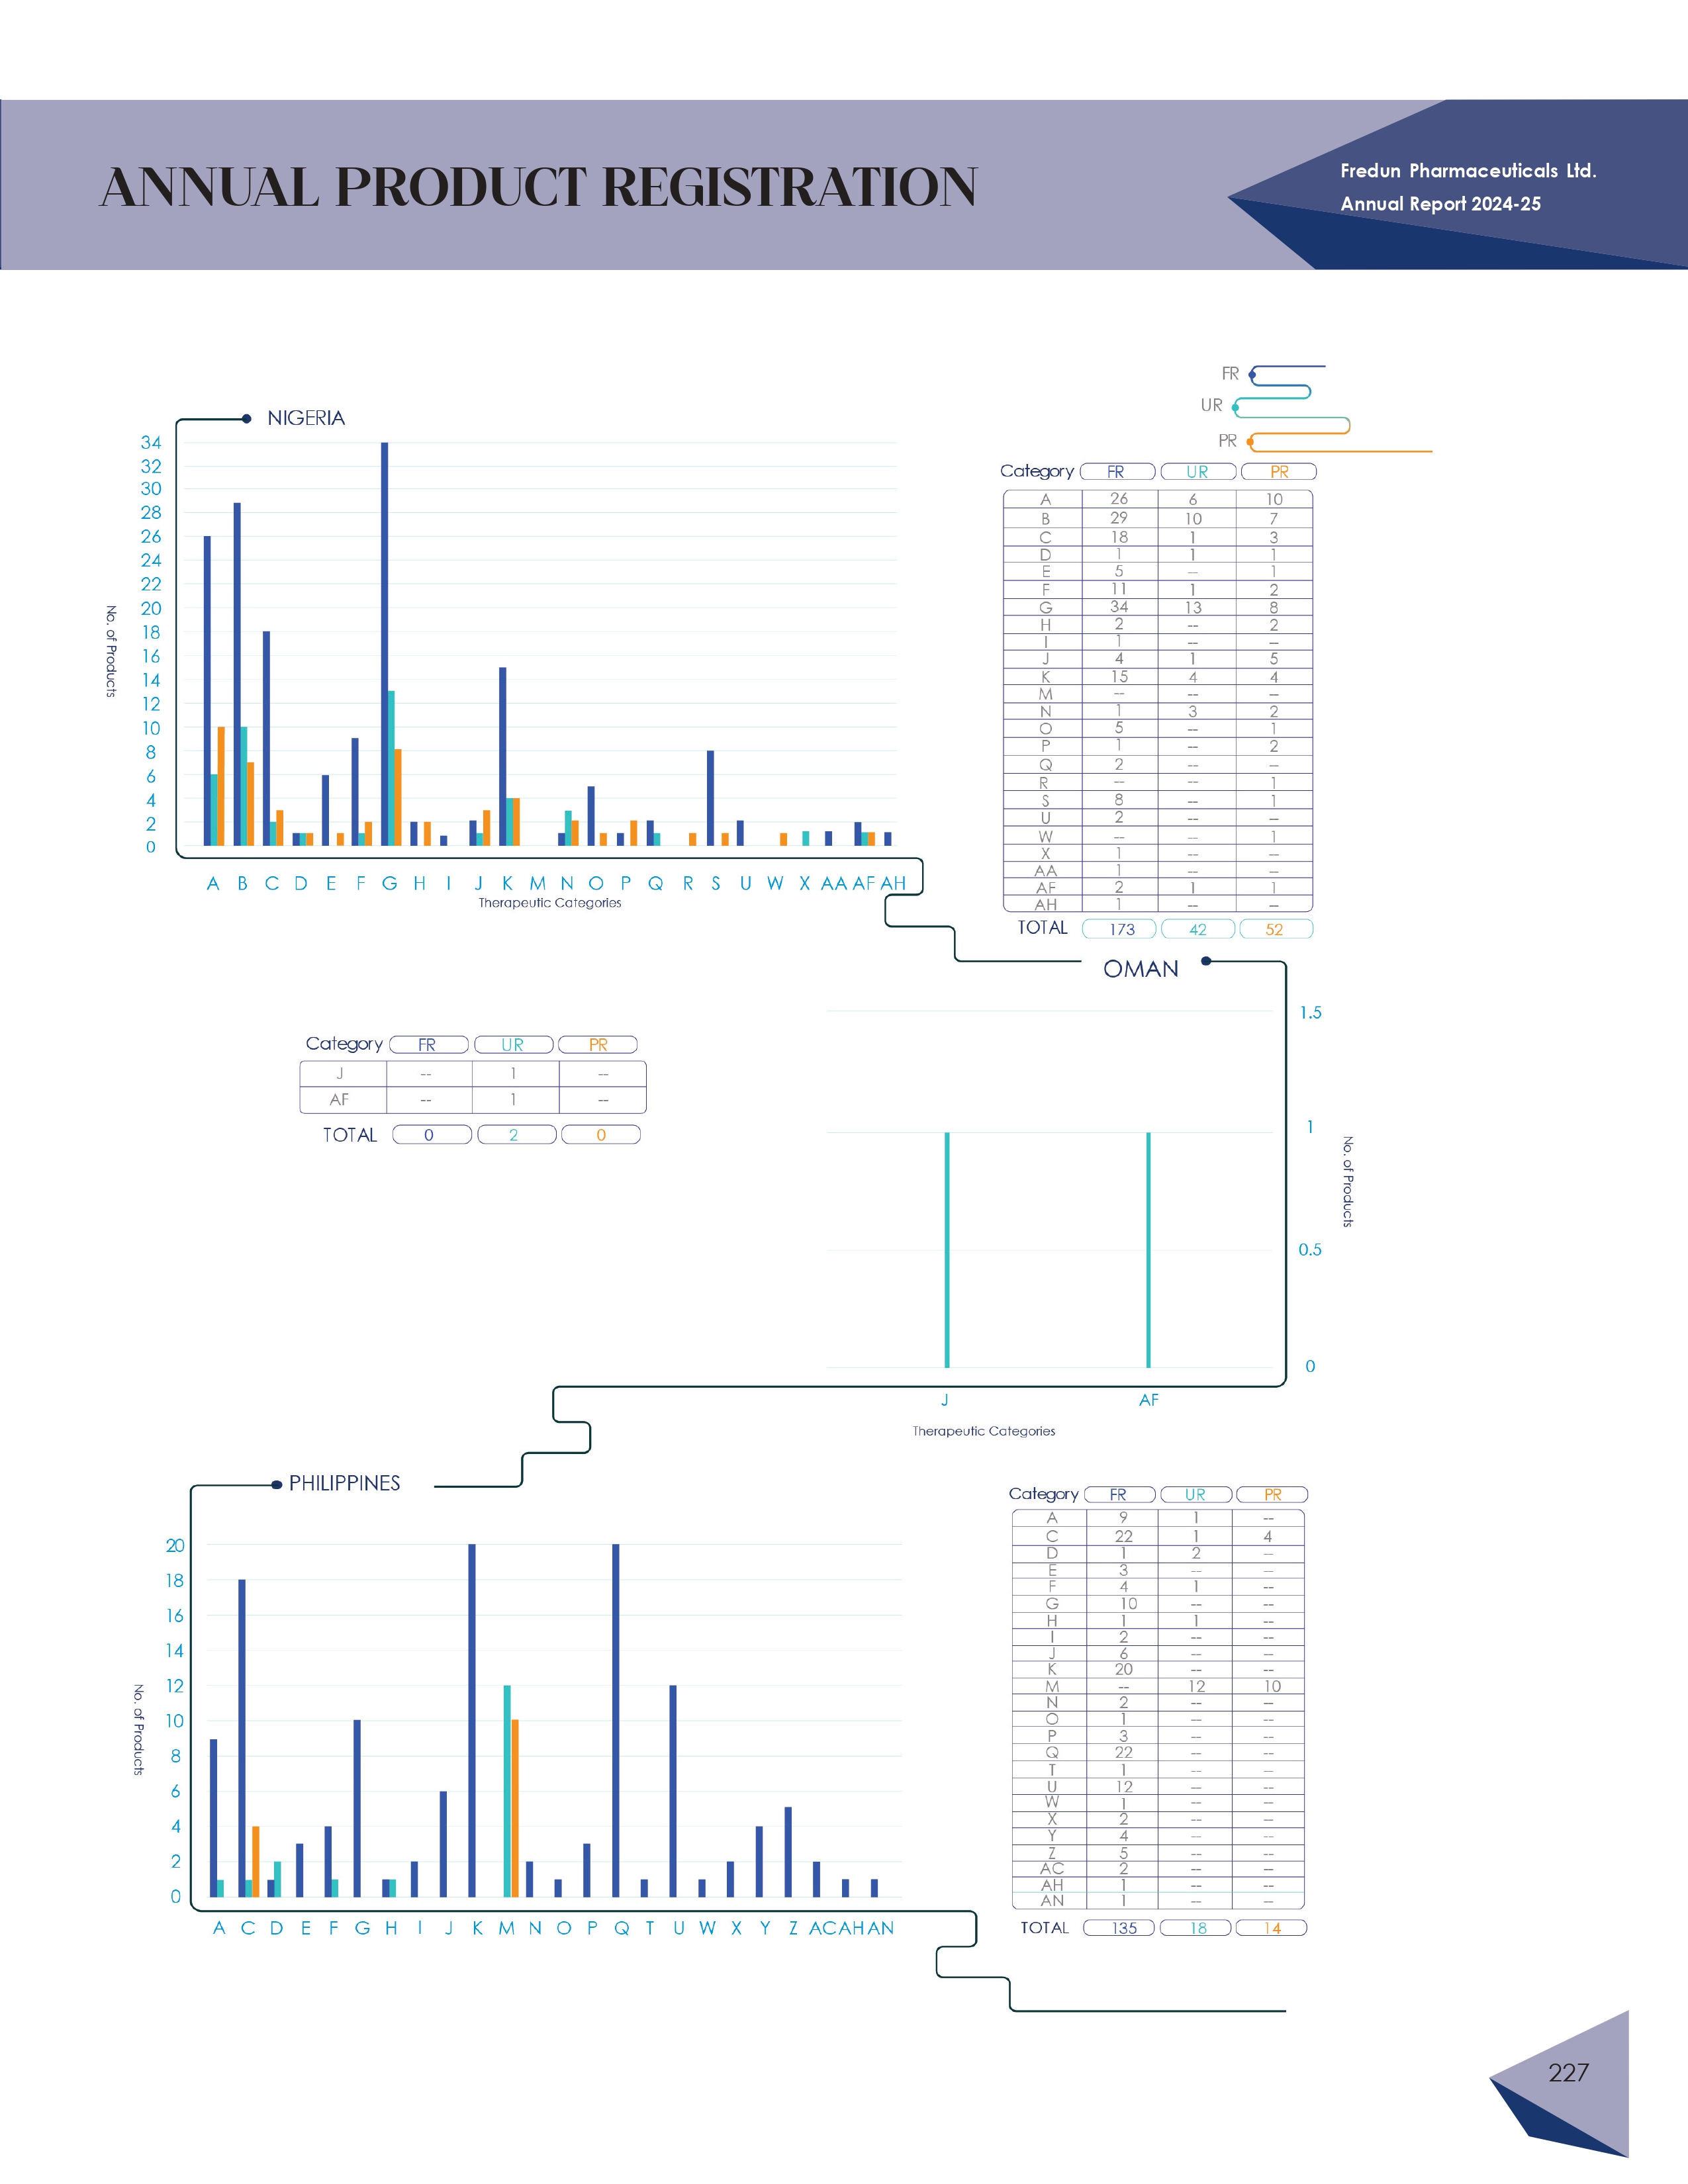 ANNUAL PRODUCT REGISTRATION
Fredun Pharmaceuticals Ltd.
Annual Report 2024-25
FR
UR
PR
NIGERIA
34
32
30
28
26
24
22
20
18
16
14
12
10
8
6
4
2
0
No. of Products
A B C D E F G H I J K M N O P Q R S U W X AA AF AH
Therapeutic Categories
Category FR UR PR
A 26 6 10
B 29 10 7
C 18 1 3
D 1 1 1
E 5 -- 1
F 11 1 2
G 34 13 8
H 2 -- 2
I 1 -- --
J 4 1 5
K 15 4 4
M -- -- --
N 1 3 2
O 5 -- 1
P 1 -- 2
Q 2 -- --
R -- -- 1
S 8 -- 1
U 2 -- --
W -- -- 1
X 1 -- --
AA 1 -- --
AF 2 1 1
AH 1 -- --
TOTAL 173 42 52
OMAN
Category FR UR PR
J -- 1 --
AF -- 1 --
TOTAL 0 2 0
1.5
1
0.5
0
No. of Products
J AF
Therapeutic Categories
PHILIPPINES
20
18
16
14
12
10
8
6
4
2
0
No. of Products
A C D E F G H I J K M N O P Q T U W X Y Z AC AH AN
Category FR UR PR
A 9 1 --
C 22 1 4
D 1 2 --
E 3 -- --
F 4 1 --
G 10 -- --
H 1 1 --
I 2 -- --
J 6 -- --
K 20 -- --
M -- 12 10
N 2 -- --
O 1 -- --
P 3 -- --
Q 22 -- --
T 1 -- --
U 12 -- --
W 1 -- --
X 2 -- --
Y 4 -- --
Z 5 -- --
AC 2 -- --
AH 1 -- --
AN 1 -- --
TOTAL 135 18 14
227